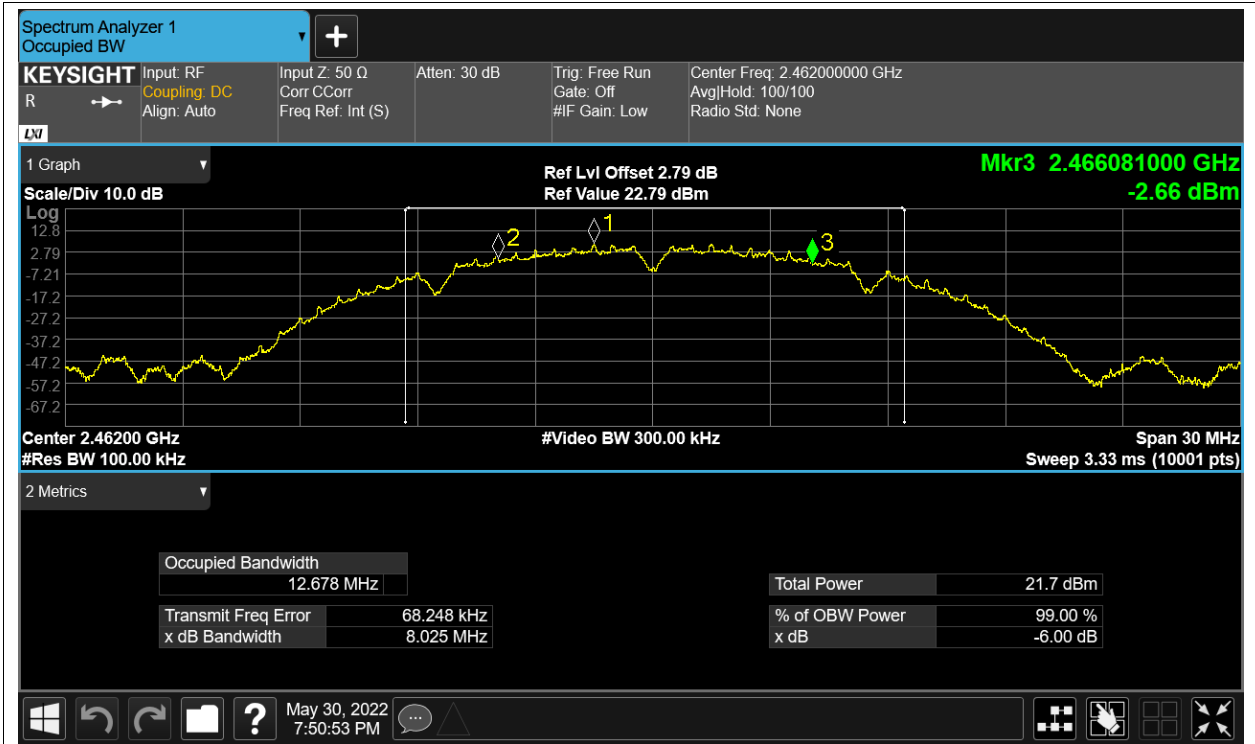 Spectrum Analyzer 1
Occupied BW
KEYSIGHT
R
LXI
Input: RF
Coupling: DC
Align: Auto
Input Z: 50 Ω
Corr CCorr
Freq Ref: Int (S)
Atten: 30 dB
Trig: Free Run
Gate: Off
#IF Gain: Low
Center Freq: 2.462000000 GHz
Avg|Hold: 100/100
Radio Std: None
1 Graph
Scale/Div 10.0 dB
Ref Lvl Offset 2.79 dB
Ref Value 22.79 dBm
Mkr3 2.466081000 GHz
-2.66 dBm
Log
12.8
2.79
-7.21
-17.2
-27.2
-37.2
-47.2
-57.2
-67.2
2
1
3
Center 2.46200 GHz
#Res BW 100.00 kHz
#Video BW 300.00 kHz
Span 30 MHz
Sweep 3.33 ms (10001 pts)
2 Metrics
Occupied Bandwidth
12.678 MHz
Transmit Freq Error 68.248 kHz
x dB Bandwidth 8.025 MHz
Total Power 21.7 dBm
% of OBW Power 99.00 %
x dB -6.00 dB
?
May 30, 2022
7:50:53 PM